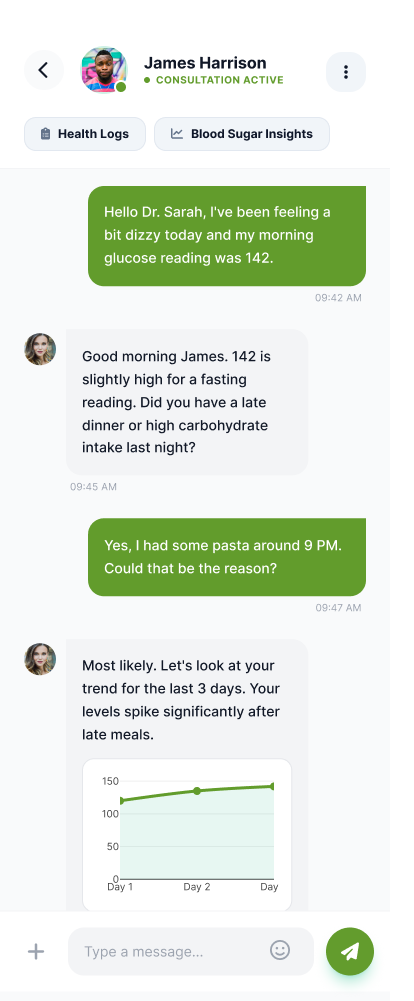 James Harrison
CONSULTATION ACTIVE
Health Logs
Blood Sugar Insights
Hello Dr. Sarah, I've been feeling a
bit dizzy today and my morning
glucose reading was 142.
09:42 AM
Good morning James. 142 is
slightly high for a fasting
reading. Did you have a late
dinner or high carbohydrate
intake last night?
09:45 AM
Yes, I had some pasta around 9 PM.
Could that be the reason?
09:47 AM
Most likely. Let's look at your
trend for the last 3 days. Your
levels spike significantly after
late meals.
150
100
50
0
Day 1 Day 2 Day
Type a message...